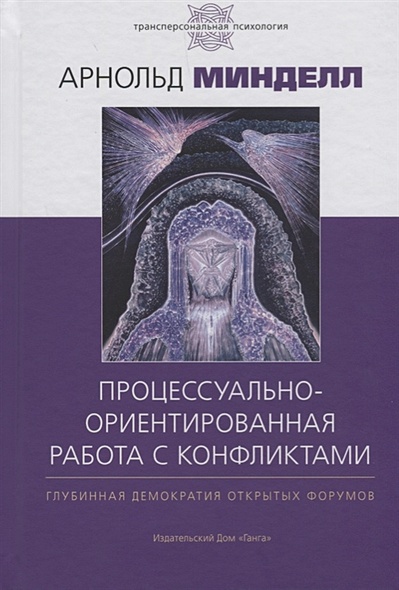 трансперсональная психология
АРНОЛЬД МИНДЕЛЛ
ПРОЦЕССУАЛЬНО-
ОРИЕНТИРОВАННАЯ
РАБОТА С КОНФЛИКТАМИ
ГЛУБИННАЯ ДЕМОКРАТИЯ ОТКРЫТЫХ ФОРУМОВ
Издательский Дом «Ганга»